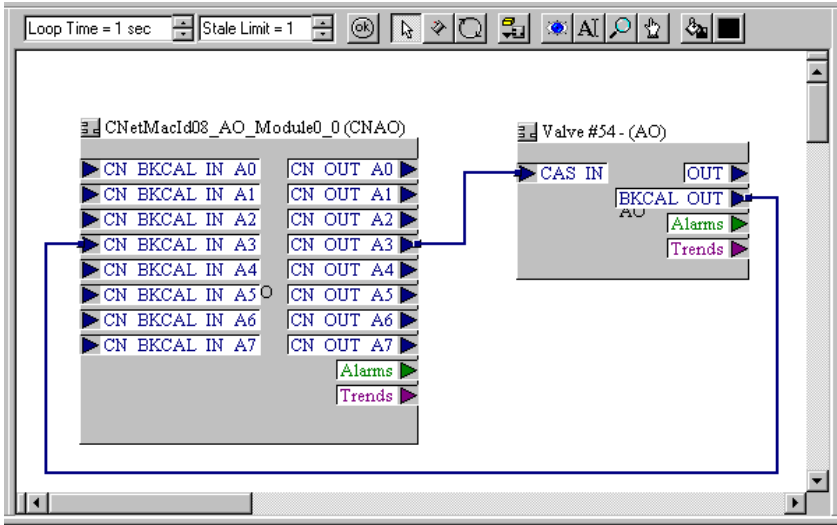 Loop Time = 1 sec Stale Limit = 1 ok AI
CNetMacId08_AO_Module0_0 (CNAO)
CN BKCAL IN A0 CN OUT A0
CN BKCAL IN A1 CN OUT A1
CN BKCAL IN A2 CN OUT A2
CN BKCAL IN A3 CN OUT A3
CN BKCAL IN A4 CN OUT A4
CN BKCAL IN A5 O CN OUT A5
CN BKCAL IN A6 CN OUT A6
CN BKCAL IN A7 CN OUT A7
Alarms
Trends
Valve #54 - (AO)
CAS IN OUT
BKCAL OUT
AO
Alarms
Trends